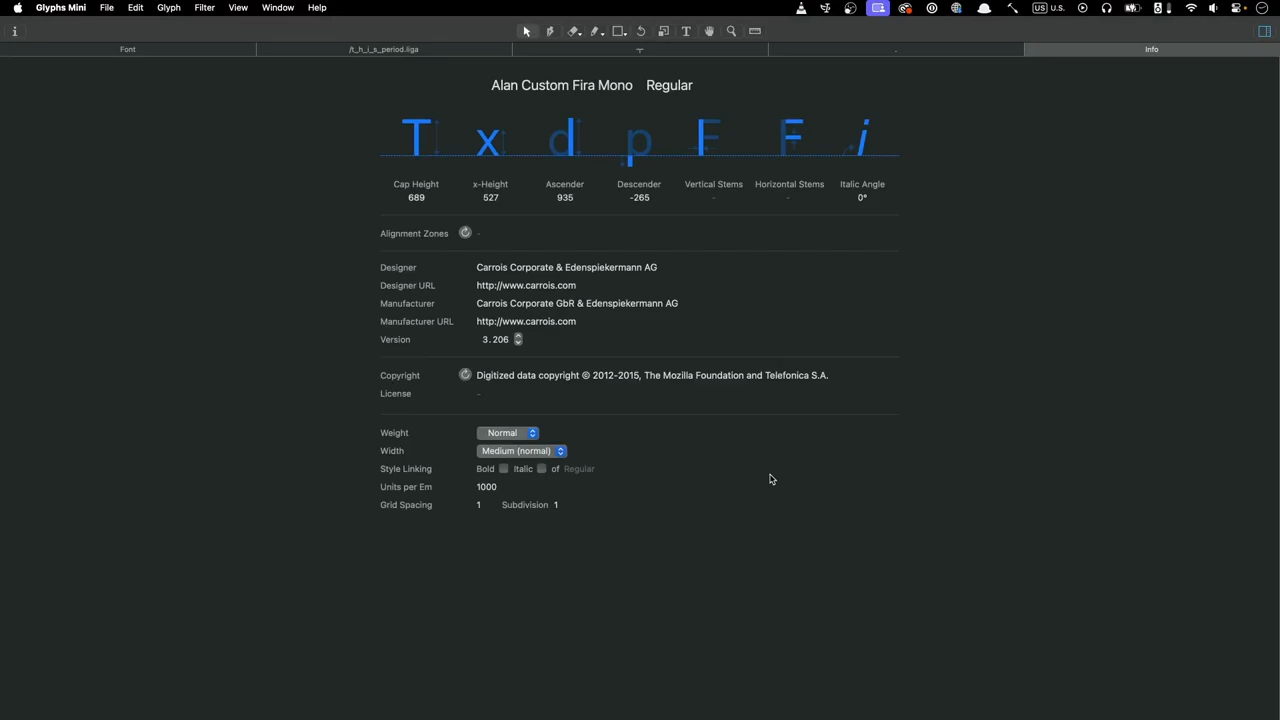 Glyphs Mini File Edit Glyph Filter View Window Help US U.S.
Font /t_h_i_s_period.liga . Info
Alan Custom Fira Mono Regular
T x d p F F i
Cap Height x-Height Ascender Descender Vertical Stems Horizontal Stems Italic Angle
689 527 935 -265 - - 0°
Alignment Zones -
Designer Carrois Corporate & Edenspiekermann AG
Designer URL http://www.carrois.com
Manufacturer Carrois Corporate GbR & Edenspiekermann AG
Manufacturer URL http://www.carrois.com
Version 3.206
Copyright Digitized data copyright © 2012-2015, The Mozilla Foundation and Telefonica S.A.
License -
Weight Normal
Width Medium (normal)
Style Linking Bold Italic of Regular
Units per Em 1000
Grid Spacing 1 Subdivision 1